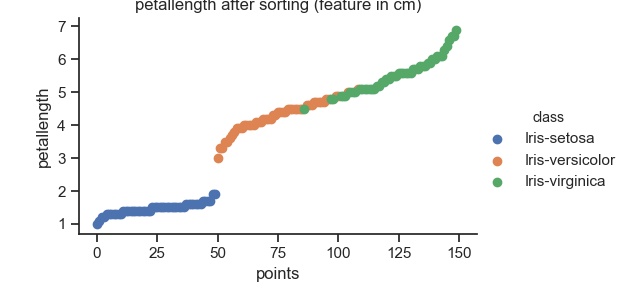 petallength after sorting (feature in cm)
7
6
5
4
3
2
1
petallength
0 25 50 75 100 125 150
points
class
Iris-setosa
Iris-versicolor
Iris-virginica